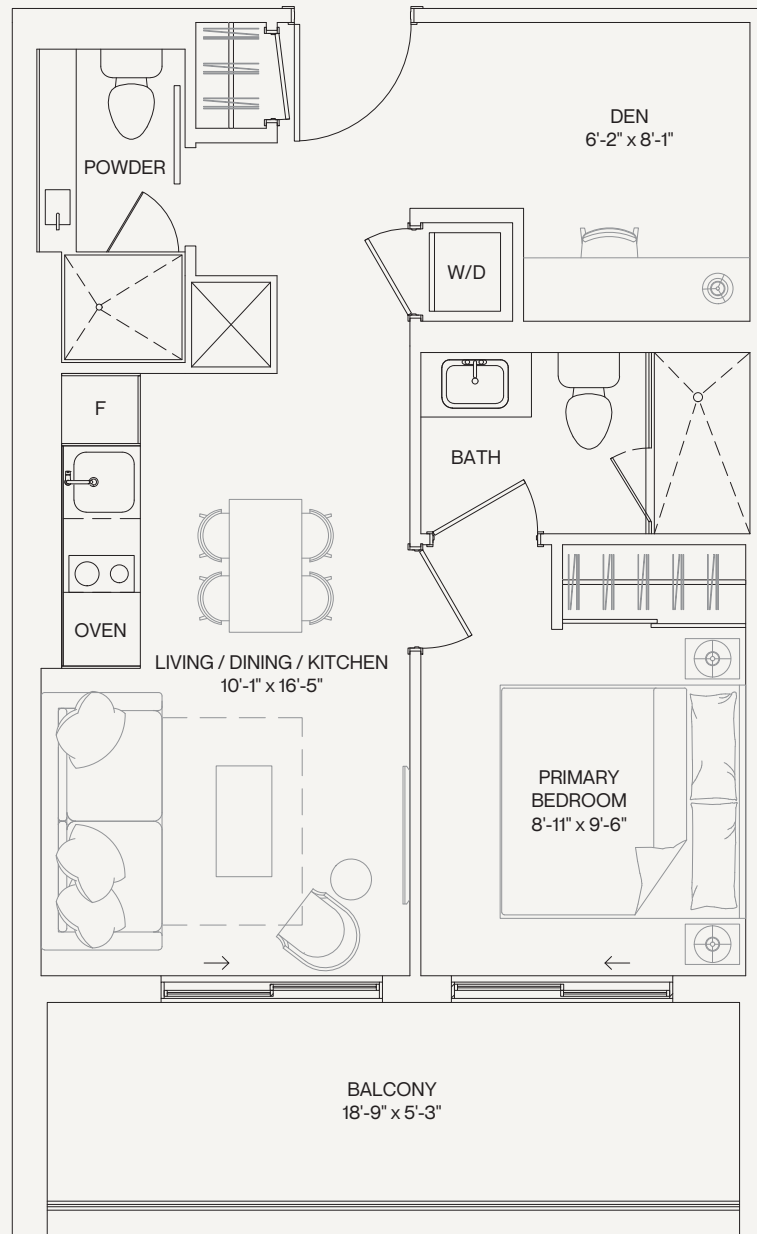 DEN
6'-2" x 8'-1"
POWDER
W/D
F
BATH
OVEN
LIVING / DINING / KITCHEN
10'-1" x 16'-5"
PRIMARY
BEDROOM
8'-11" x 9'-6"
BALCONY
18'-9" x 5'-3"